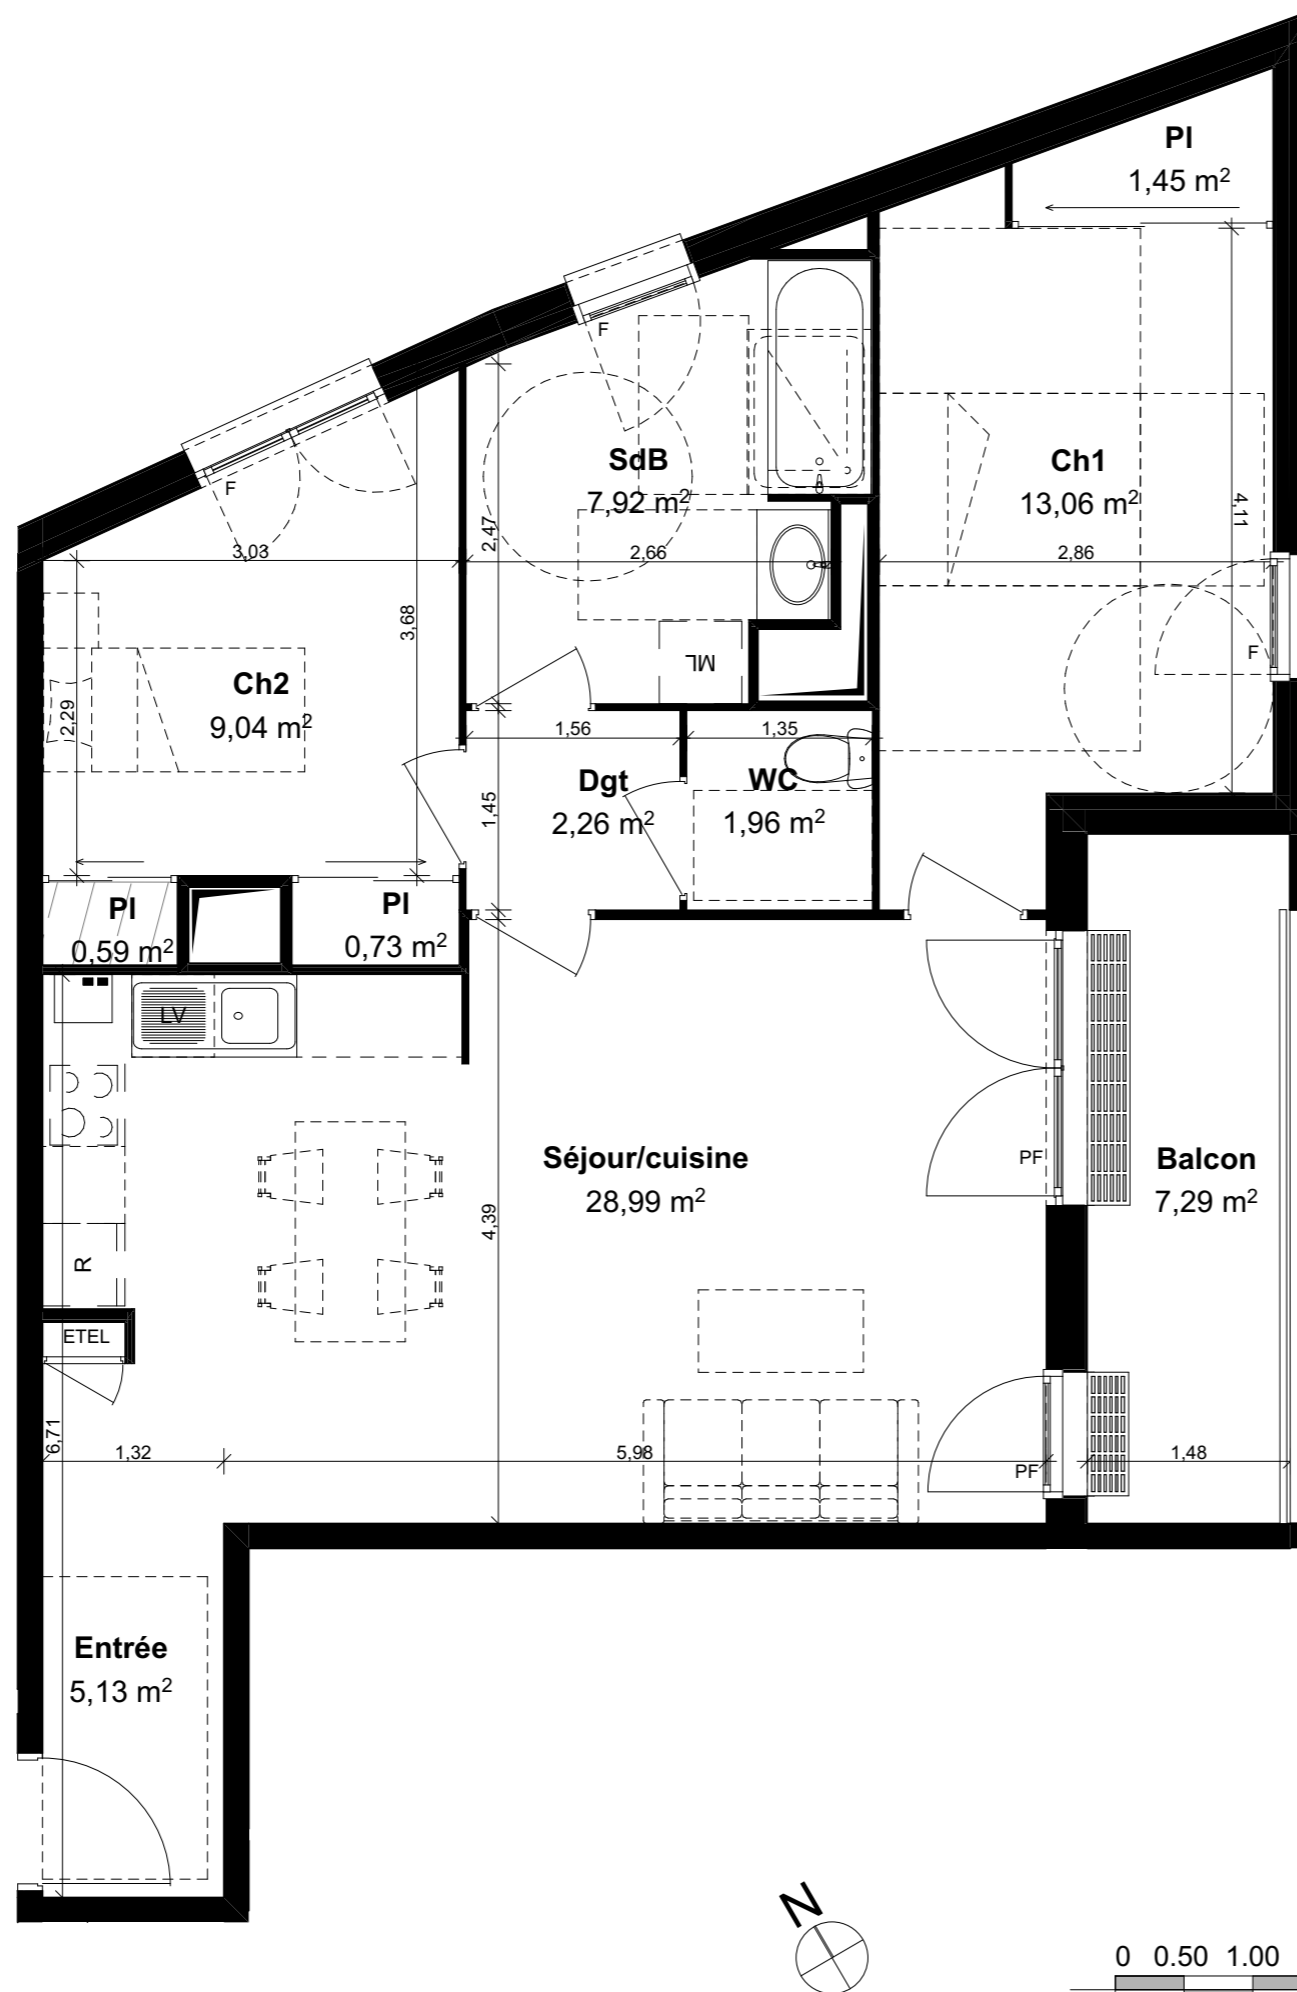 Pl
1,45 m²
F
SdB
7,92 m²
Ch1
13,06 m²
F
4,11
2,47
3,03
2,66
2,86
3,68
F
ML
Ch2
9,04 m²
2,29
1,56
1,35
Dgt
2,26 m²
WC
1,96 m²
1,45
Pl
0,59 m²
Pl
0,73 m²
LV
Séjour/cuisine
28,99 m²
PF
Balcon
7,29 m²
4,39
R
ETEL
6,71
1,32
5,98
1,48
PF
Entrée
5,13 m²
N
0 0.50 1.00